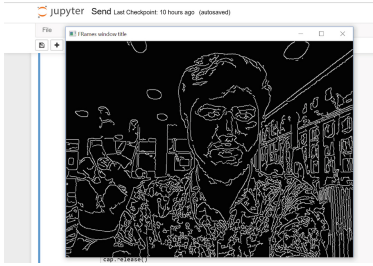 jupyter Send Last Checkpoint: 10 hours ago (autosaved)
File
FRames window title
cap.release()